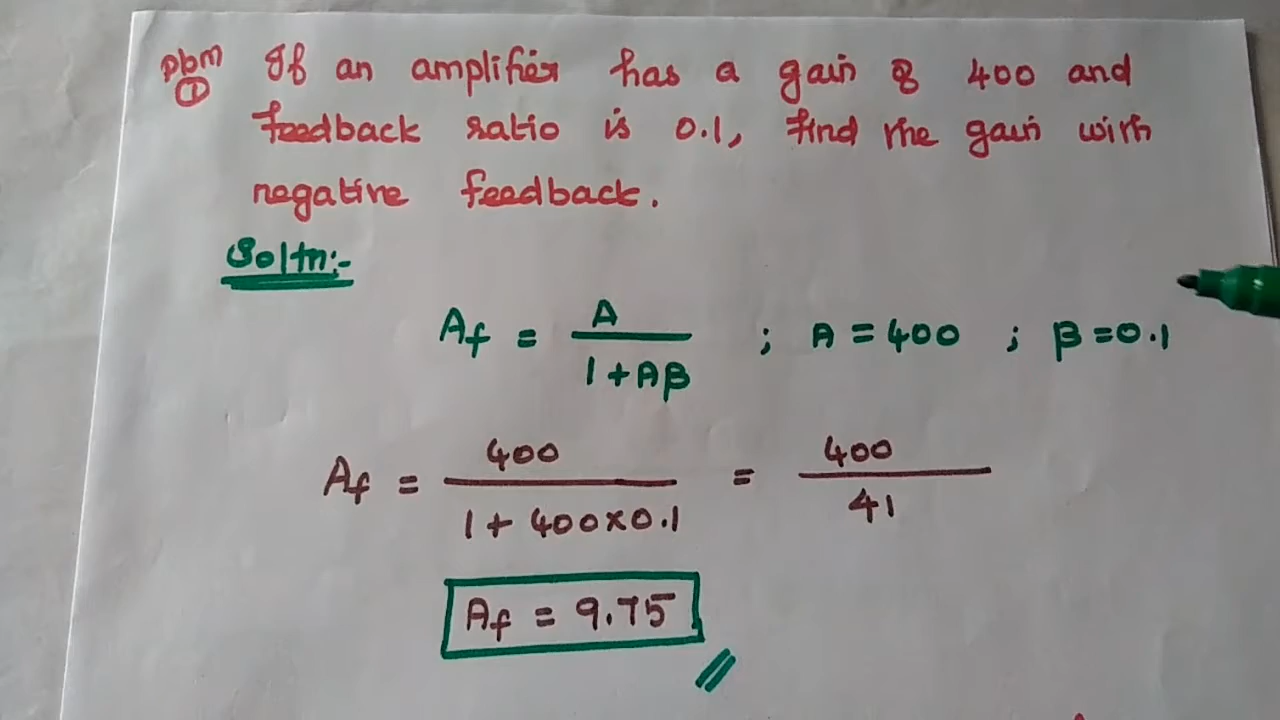 Pbm ① If an amplifier has a gain of 400 and
feedback ratio is 0.1, find the gain with
negative feedback.
Soltn:-
Af = A / 1+Aβ ; A = 400 ; β = 0.1
Af = 400 / 1 + 400×0.1 = 400 / 41
Af = 9.75